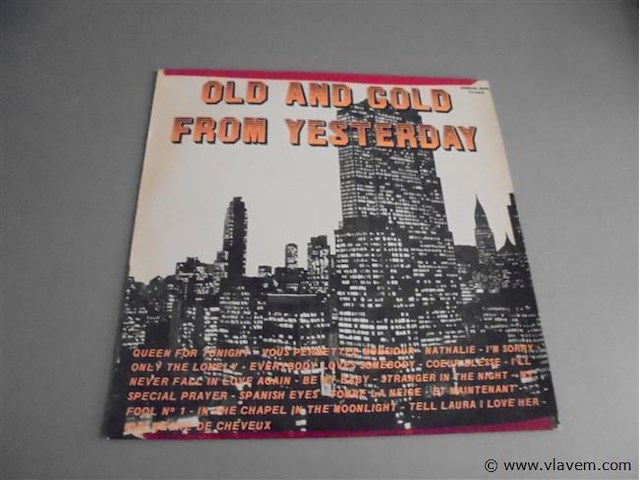 OLD AND GOLD
FROM YESTERDAY
QUEEN FOR TONIGHT - VOUS PERMETTEZ MONSIEUR - NATHALIE - I'M SORRY
ONLY THE LONELY - EVERYBODY LOVES SOMEBODY - COEUR BLESSE - I'LL
NEVER FALL IN LOVE AGAIN - BE MY BABY - STRANGER IN THE NIGHT - MY
SPECIAL PRAYER - SPANISH EYES - TOMBE LA NEIGE - ET MAINTENANT -
FOOL Nº 1 - IN THE CHAPEL IN THE MOONLIGHT - TELL LAURA I LOVE HER -
DE CHEVEUX
© www.vlavem.com